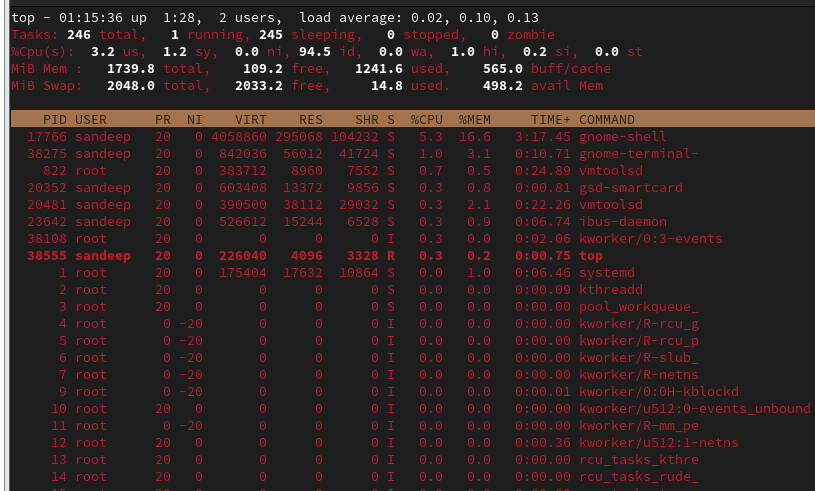 top - 01:15:36 up  1:28,  2 users,  load average: 0.02, 0.10, 0.13
Tasks: 246 total,   1 running, 245 sleeping,   0 stopped,   0 zombie
%Cpu(s):  3.2 us,  1.2 sy,  0.0 ni, 94.5 id,  0.0 wa,  1.0 hi,  0.2 si,  0.0 st
MiB Mem :   1739.8 total,    109.2 free,   1241.6 used,    565.0 buff/cache
MiB Swap:   2048.0 total,   2033.2 free,     14.8 used.    498.2 avail Mem
PID USER      PR  NI    VIRT    RES    SHR S  %CPU  %MEM     TIME+ COMMAND
17766 sandeep   20   0 4058860 295068 104232 S   5.3  16.6   3:17.45 gnome-shell
38275 sandeep   20   0  842036  56012  41724 S   1.0   3.1   0:10.71 gnome-terminal-
822 root      20   0  383712   8960   7552 S   0.7   0.5   0:24.89 vmtoolsd
20352 sandeep   20   0  603408  13372   9856 S   0.3   0.8   0:00.81 gsd-smartcard
20481 sandeep   20   0  390500  38112  29032 S   0.3   2.1   0:22.26 vmtoolsd
23642 sandeep   20   0  526612  15244   6528 S   0.3   0.9   0:06.74 ibus-daemon
38108 root      20   0       0      0      0 I   0.3   0.0   0:02.06 kworker/0:3-events
38555 sandeep   20   0  226040   4096   3328 R   0.3   0.2   0:00.75 top
1 root      20   0  175404  17632  10864 S   0.0   1.0   0:06.46 systemd
2 root      20   0       0      0      0 S   0.0   0.0   0:00.09 kthreadd
3 root      20   0       0      0      0 S   0.0   0.0   0:00.00 pool_workqueue_
4 root       0 -20       0      0      0 I   0.0   0.0   0:00.00 kworker/R-rcu_g
5 root       0 -20       0      0      0 I   0.0   0.0   0:00.00 kworker/R-rcu_p
6 root       0 -20       0      0      0 I   0.0   0.0   0:00.00 kworker/R-slub_
7 root       0 -20       0      0      0 I   0.0   0.0   0:00.00 kworker/R-netns
9 root       0 -20       0      0      0 I   0.0   0.0   0:00.01 kworker/0:0H-kblockd
10 root      20   0       0      0      0 I   0.0   0.0   0:00.00 kworker/u512:0-events_unbound
11 root       0 -20       0      0      0 I   0.0   0.0   0:00.00 kworker/R-mm_pe
12 root      20   0       0      0      0 I   0.0   0.0   0:00.36 kworker/u512:1-netns
13 root      20   0       0      0      0 I   0.0   0.0   0:00.00 rcu_tasks_kthre
14 root      20   0       0      0      0 I   0.0   0.0   0:00.00 rcu_tasks_rude_